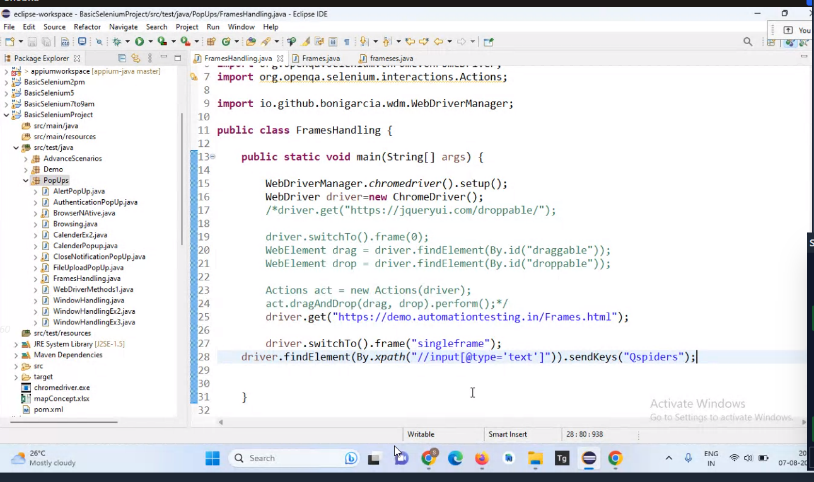 eclipse-workspace - BasicSeleniumProject/src/test/java/PopUps/FramesHandling.java - Eclipse IDE
File Edit Source Refactor Navigate Search Project Run Window Help
You
Package Explorer
FramesHandling.java
Frames.java
frameses.java
appiumworkspace (appium-java master)
BasicSelenium2pm
BasicSelenium5
BasicSelenium7to9am
BasicSeleniumProject
src/main/java
src/main/resources
src/test/java
AdvanceScenarios
Demo
PopUps
AlertPopUp.java
AuthenticationPopUp.java
BrowserNAtive.java
Browsing.java
CalenderEx2.java
CalenderPopup.java
CloseNotificationPopUp.java
FileUploadPopUp.java
FramesHandling.java
WebDriverMethods1.java
WindowHandling.java
WindowHandlingEx2.java
WindowHandlingEx3.java
src/test/resources
JRE System Library [J2SE-1.5]
Maven Dependencies
src
target
chromedriver.exe
mapcontest.xlsx
pom.xml
7 import org.openqa.selenium.interactions.Actions;
8
9 import io.github.bonigarcia.wdm.WebDriverManager;
10
11 public class FramesHandling {
12
13 public static void main(String[] args) {
14
15 WebDriverManager.chromedriver().setup();
16 WebDriver driver=new ChromeDriver();
17 /*driver.get("https://jqueryui.com/droppable/");
18
19 driver.switchTo().frame(0);
20 WebElement drag = driver.findElement(By.id("draggable"));
21 WebElement drop = driver.findElement(By.id("droppable"));
22
23 Actions act = new Actions(driver);
24 act.dragAndDrop(drag, drop).perform();*/
25 driver.get("https://demo.automationtesting.in/Frames.html");
26
27 driver.switchTo().frame("singleframe");
28 driver.findElement(By.xpath("//input[@type='text']")).sendKeys("Qspiders");
29
30
31 }
32
Activate Windows
Go to Settings to activate Windows.
Writable
Smart Insert
28 : 80 : 938
26°C
Mostly cloudy
Search
Tg
ENG
IN
07-08-20